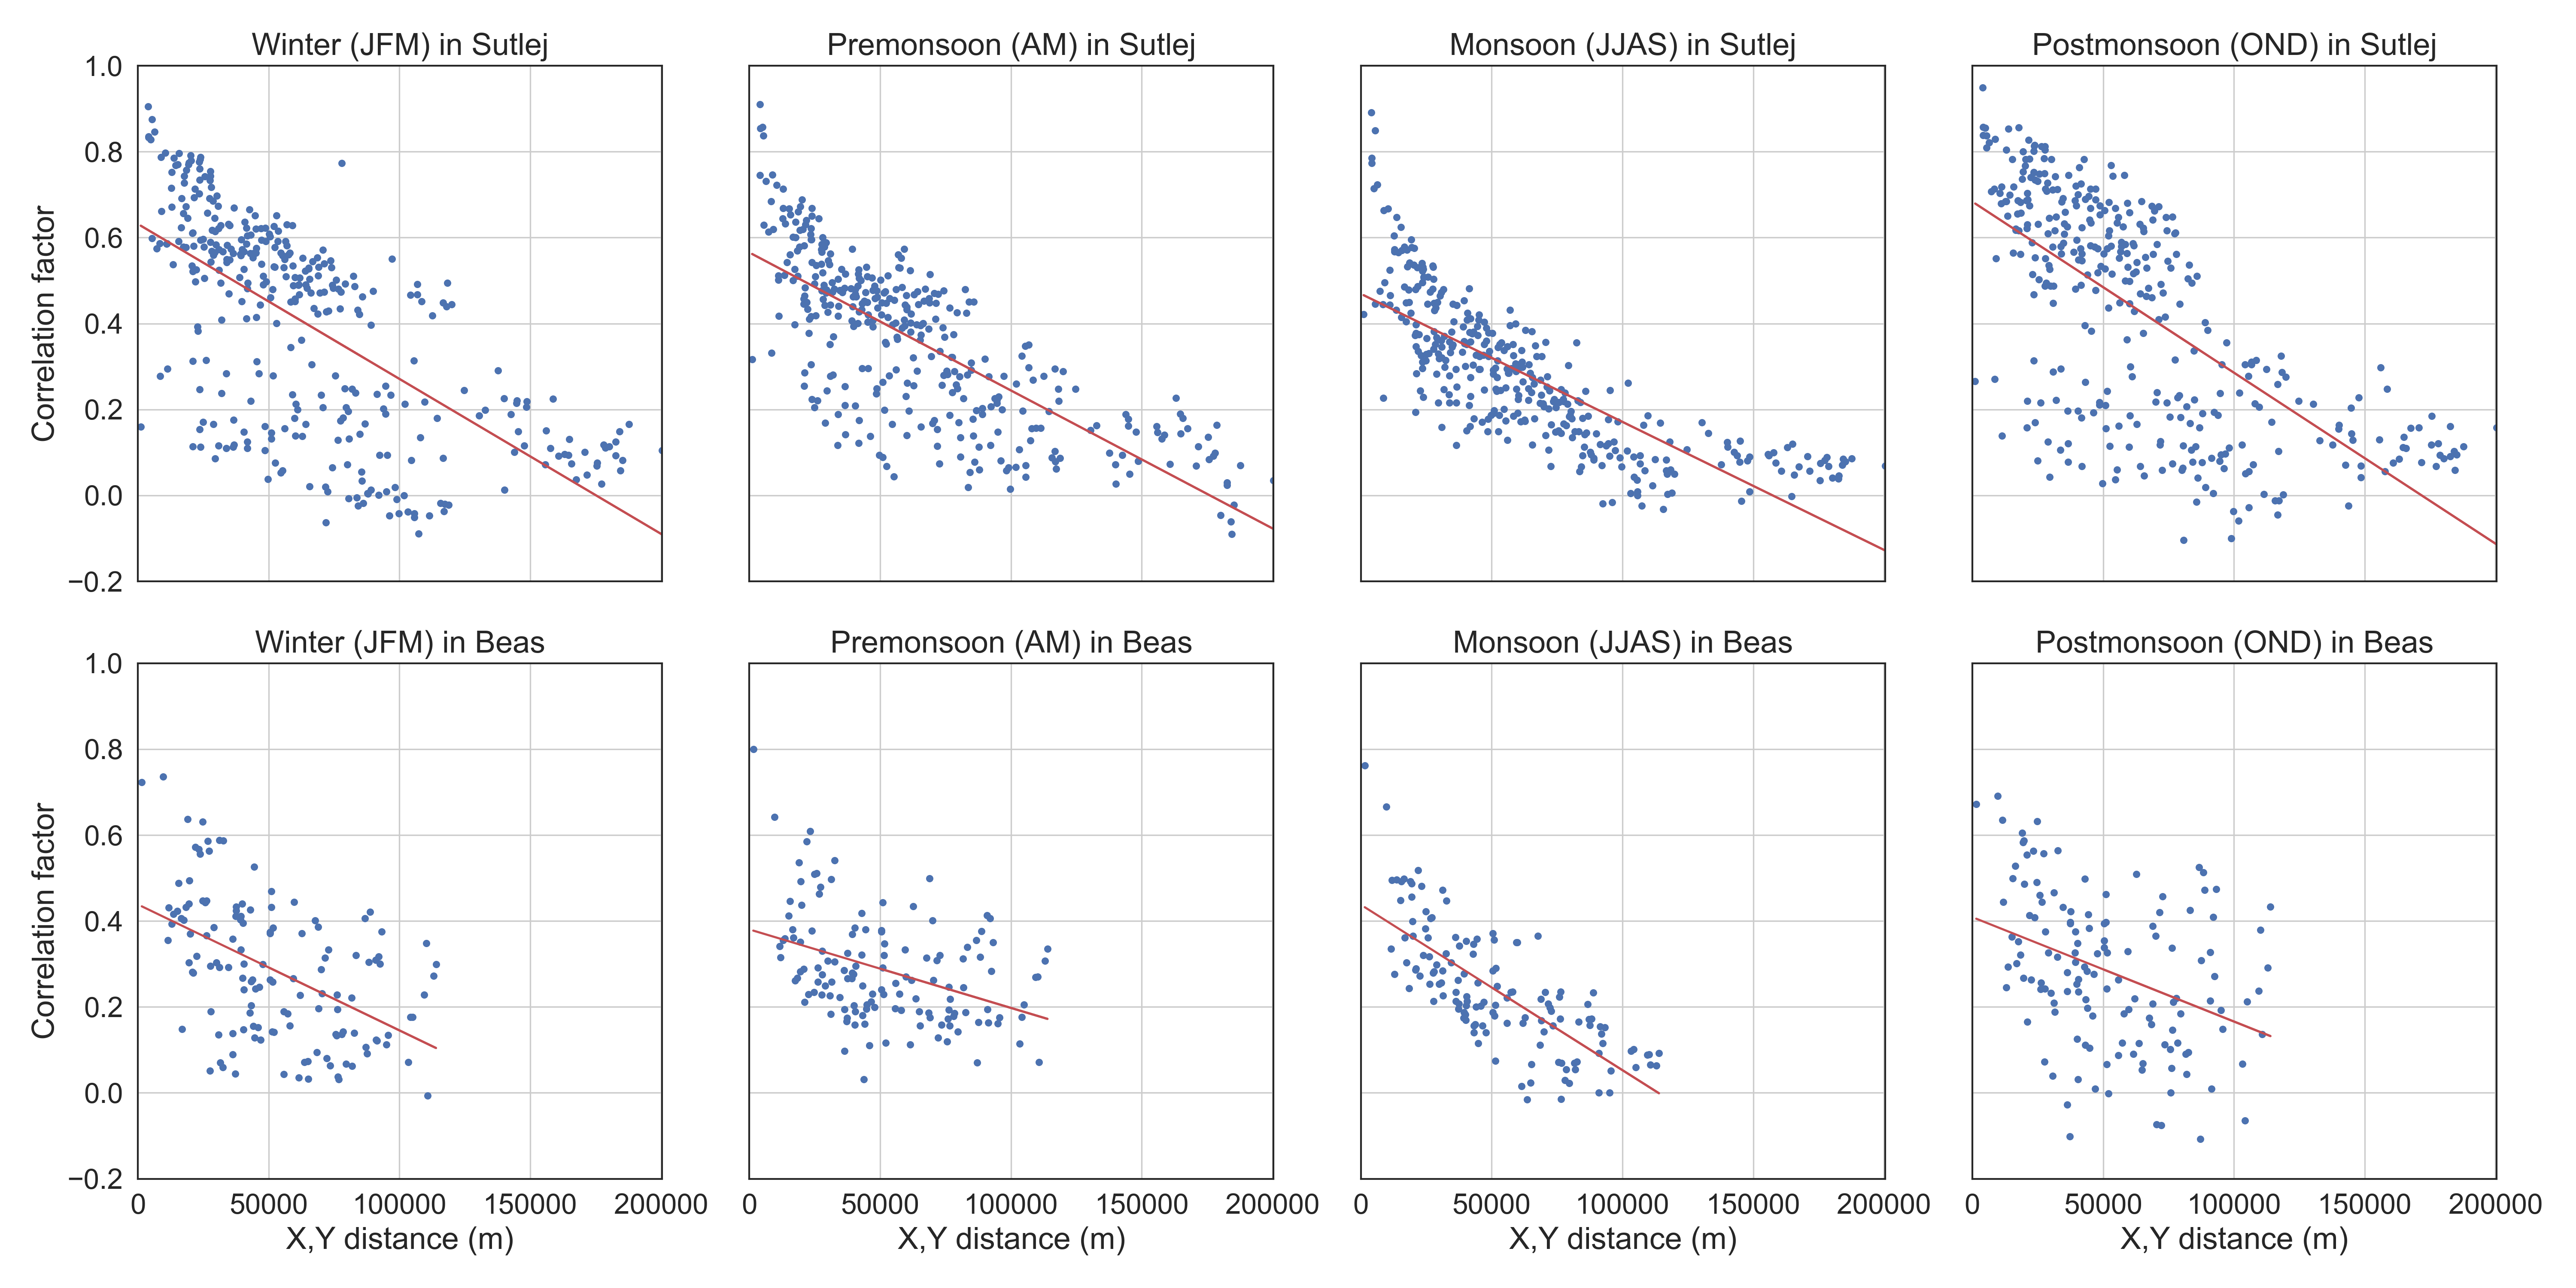 Winter (JFM) in Sutlej
Premonsoon (AM) in Sutlej
Monsoon (JJAS) in Sutlej
Postmonsoon (OND) in Sutlej
1.0
0.8
0.6
0.4
0.2
0.0
−0.2
Correlation factor
Winter (JFM) in Beas
Premonsoon (AM) in Beas
Monsoon (JJAS) in Beas
Postmonsoon (OND) in Beas
1.0
0.8
0.6
0.4
0.2
0.0
−0.2
Correlation factor
0 50000 100000 150000 200000
0 50000 100000 150000 200000
0 50000 100000 150000 200000
0 50000 100000 150000 200000
X,Y distance (m)
X,Y distance (m)
X,Y distance (m)
X,Y distance (m)